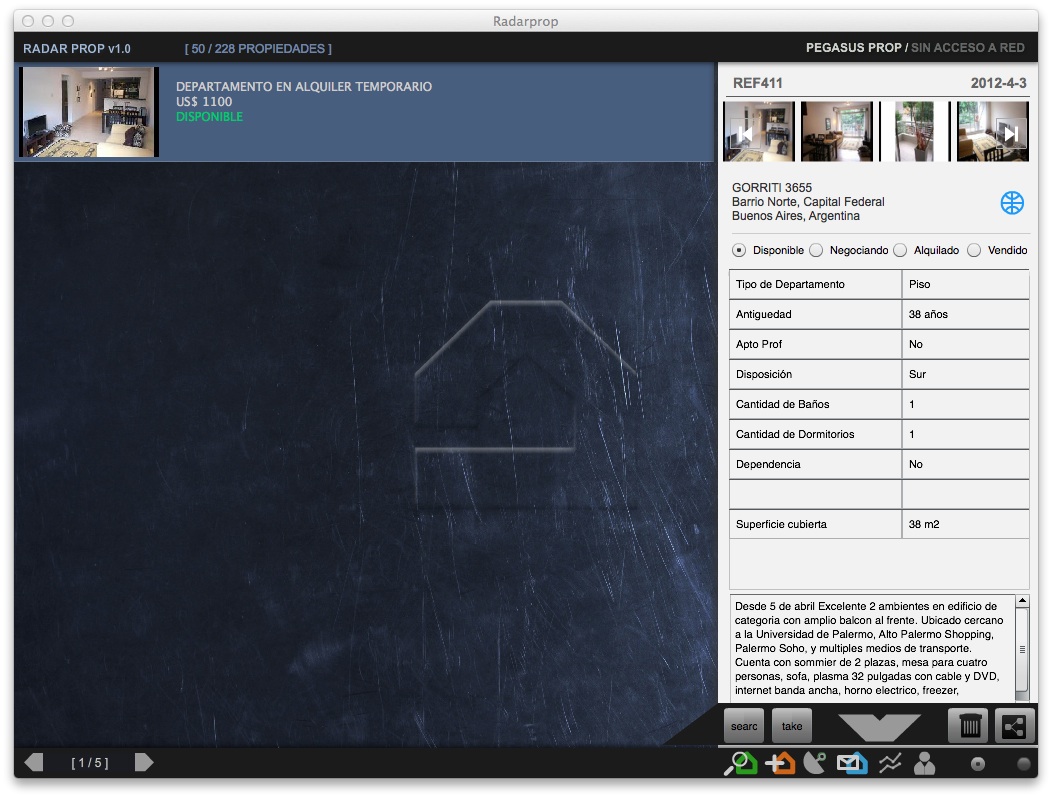 Radarprop
RADAR PROP v1.0
[ 50 / 228 PROPIEDADES ]
PEGASUS PROP / SIN ACCESO A RED
DEPARTAMENTO EN ALQUILER TEMPORARIO
US$ 1100
DISPONIBLE
REF411
2012-4-3
GORRITI 3655
Barrio Norte, Capital Federal
Buenos Aires, Argentina
Disponible Negociando Alquilado Vendido
Tipo de Departamento Piso
Antiguedad 38 años
Apto Prof No
Disposición Sur
Cantidad de Baños 1
Cantidad de Dormitorios 1
Dependencia No
Superficie cubierta 38 m2
Desde 5 de abril Excelente 2 ambientes en edificio de
categoria con amplio balcon al frente. Ubicado cercano
a la Universidad de Palermo, Alto Palermo Shopping,
Palermo Soho, y multiples medios de transporte.
Cuenta con sommier de 2 plazas, mesa para cuatro
personas, sofa, plasma 32 pulgadas con cable y DVD,
internet banda ancha, horno electrico, freezer,
searc take
[ 1 / 5 ]